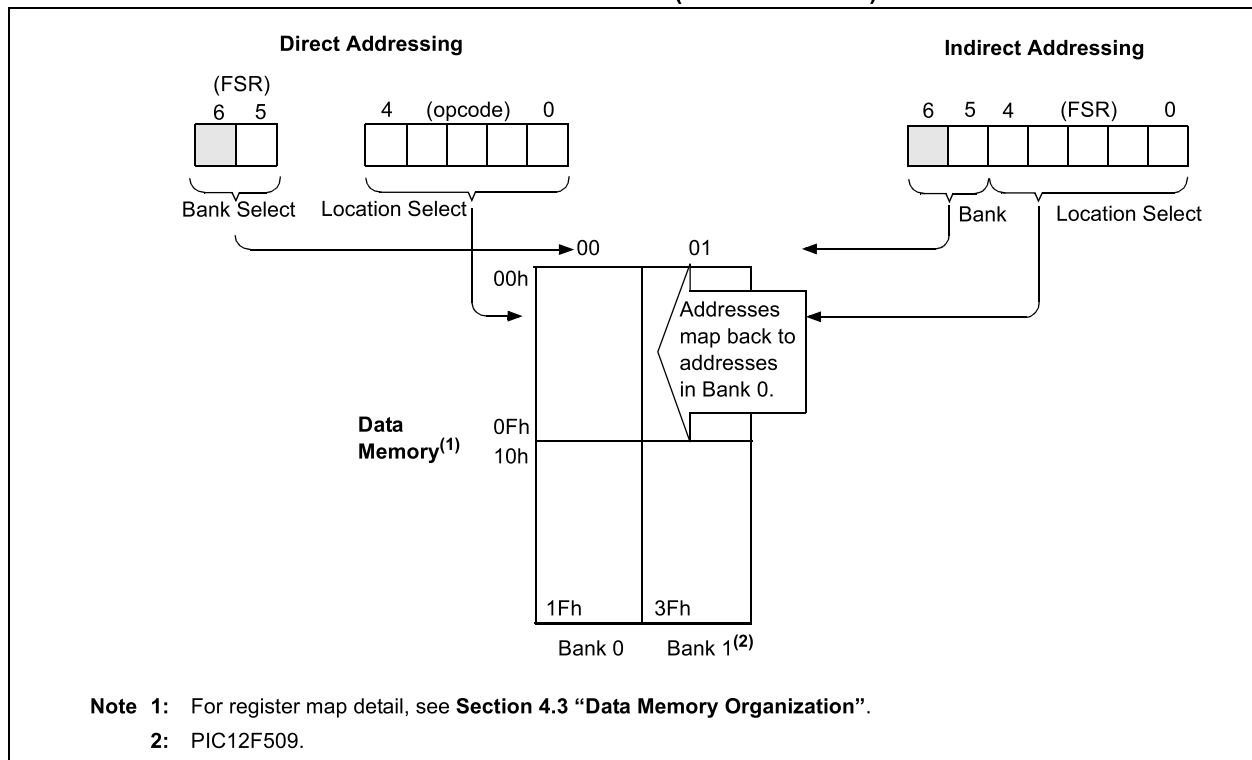 Direct Addressing
Indirect Addressing
(FSR)
6 5
4 (opcode) 0
6 5 4 (FSR) 0
Bank Select
Location Select
Bank
Location Select
00
01
00h
Addresses
map back to
addresses
in Bank 0.
Data
Memory(1)
0Fh
10h
1Fh
3Fh
Bank 0
Bank 1(2)
Note 1: For register map detail, see Section 4.3 “Data Memory Organization”.
2: PIC12F509.